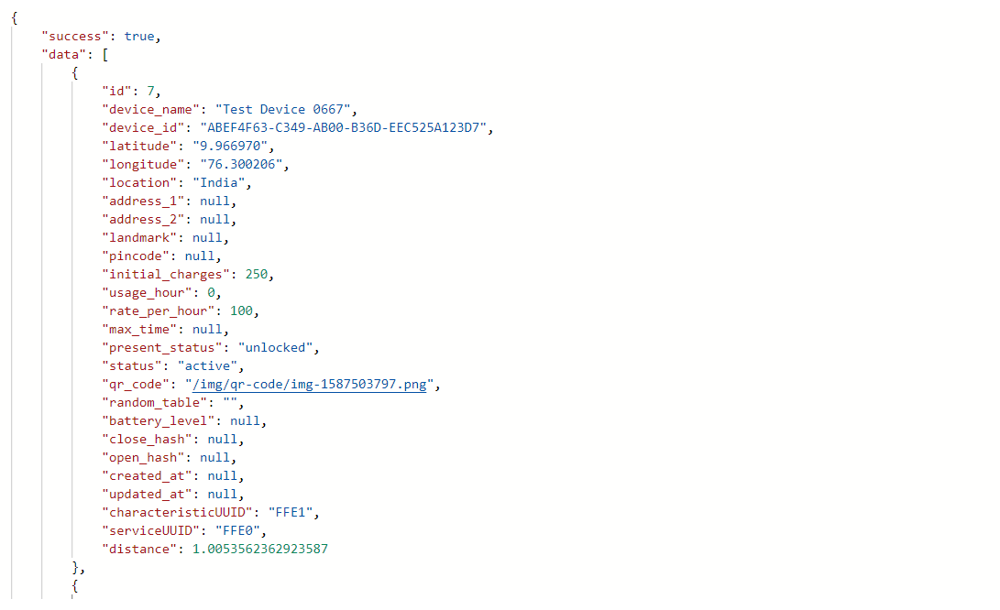 {
"success": true,
"data": [
{
"id": 7,
"device_name": "Test Device 0667",
"device_id": "ABEF4F63-C349-AB00-B36D-EEC525A123D7",
"latitude": "9.966970",
"longitude": "76.300206",
"location": "India",
"address_1": null,
"address_2": null,
"landmark": null,
"pincode": null,
"initial_charges": 250,
"usage_hour": 0,
"rate_per_hour": 100,
"max_time": null,
"present_status": "unlocked",
"status": "active",
"qr_code": "/img/qr-code/img-1587503797.png",
"random_table": "",
"battery_level": null,
"close_hash": null,
"open_hash": null,
"created_at": null,
"updated_at": null,
"characteristicUUID": "FFE1",
"serviceUUID": "FFE0",
"distance": 1.0053562362923587
},
{